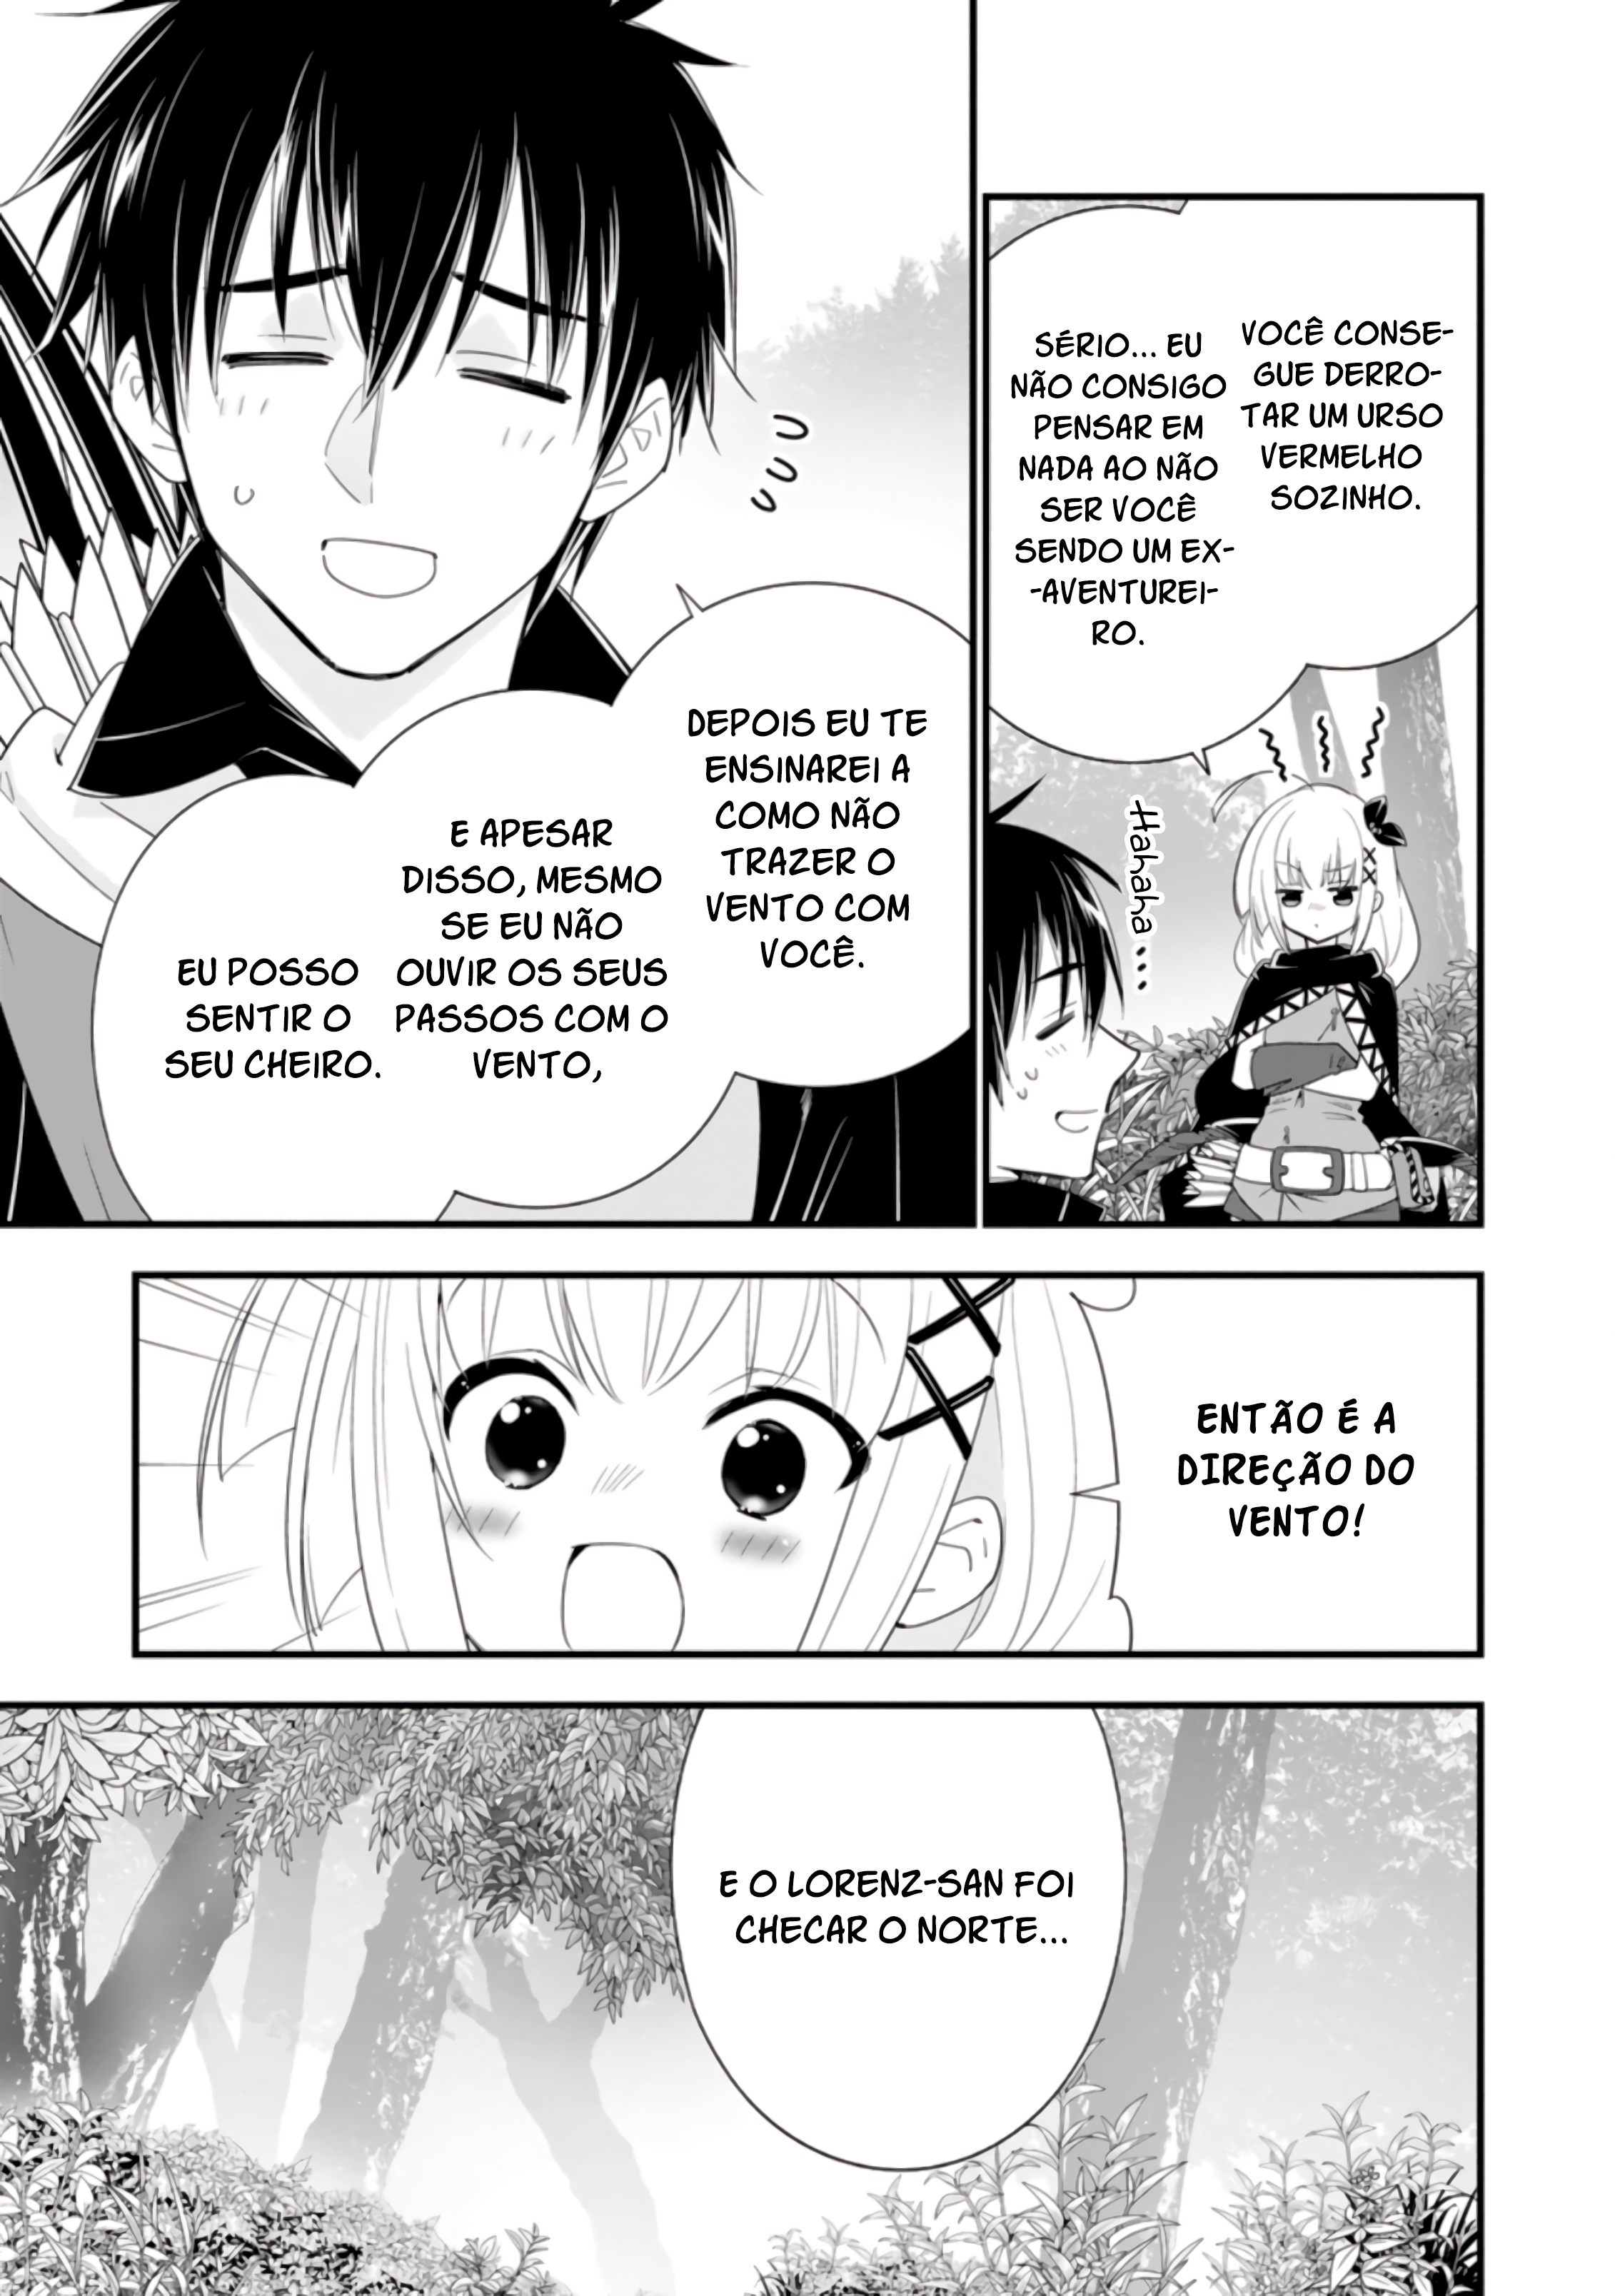 VOCÊ CONSE-
GUE DERRO-
TAR UM URSO
VERMELHO
SOZINHO.
SÉRIO... EU
NÃO CONSIGO
PENSAR EM
NADA AO NÃO
SER VOCÊ
SENDO UM EX-
-AVENTUREI-
RO.
Hahaha...
DEPOIS EU TE
ENSINAREI A
COMO NÃO
TRAZER O
VENTO COM
VOCÊ.
E APESAR
DISSO, MESMO
SE EU NÃO
OUVIR OS SEUS
PASSOS COM O
VENTO,
EU POSSO
SENTIR O
SEU CHEIRO.
ENTÃO É A
DIREÇÃO DO
VENTO!
E O LORENZ-SAN FOI
CHECAR O NORTE...